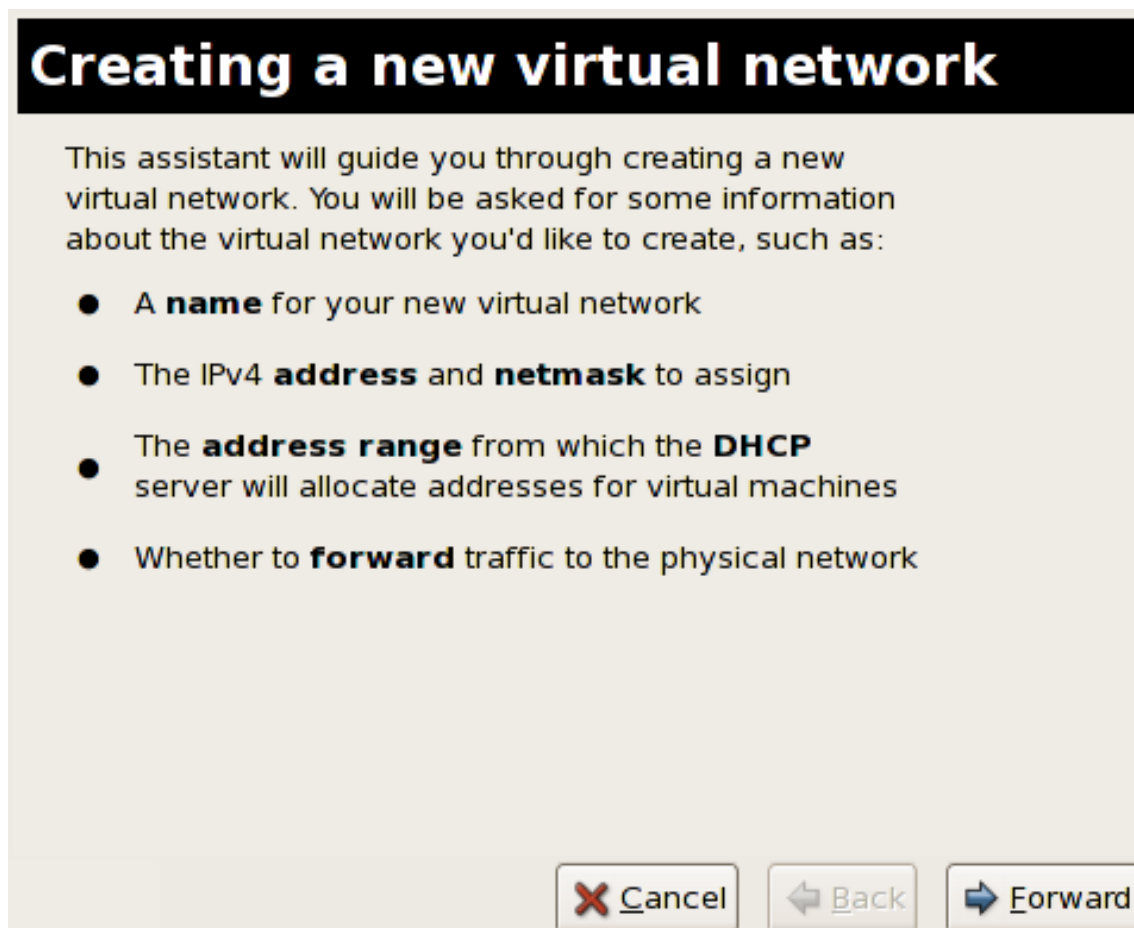 Creating a new virtual network
This assistant will guide you through creating a new
virtual network. You will be asked for some information
about the virtual network you'd like to create, such as:
● A name for your new virtual network
● The IPv4 address and netmask to assign
The address range from which the DHCP
● server will allocate addresses for virtual machines
● Whether to forward traffic to the physical network
Cancel Back Forward